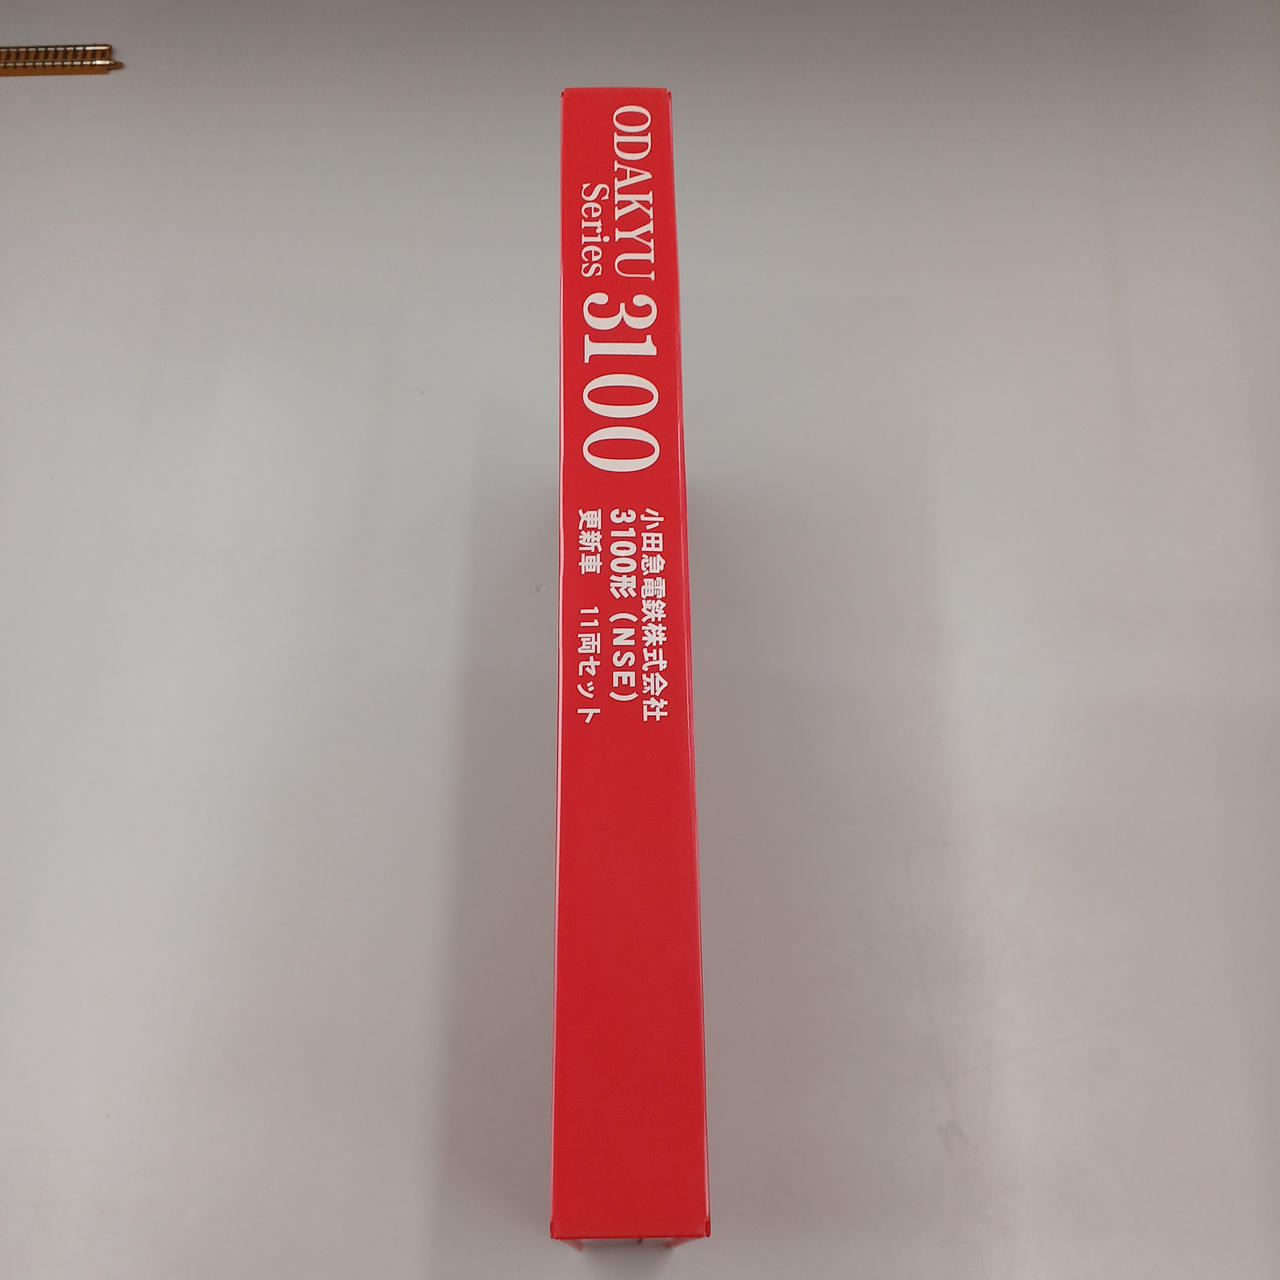 ODAKYU
Series 3100
小田急電鉄株式会社
3100形(NSE)
更新車 11両セット